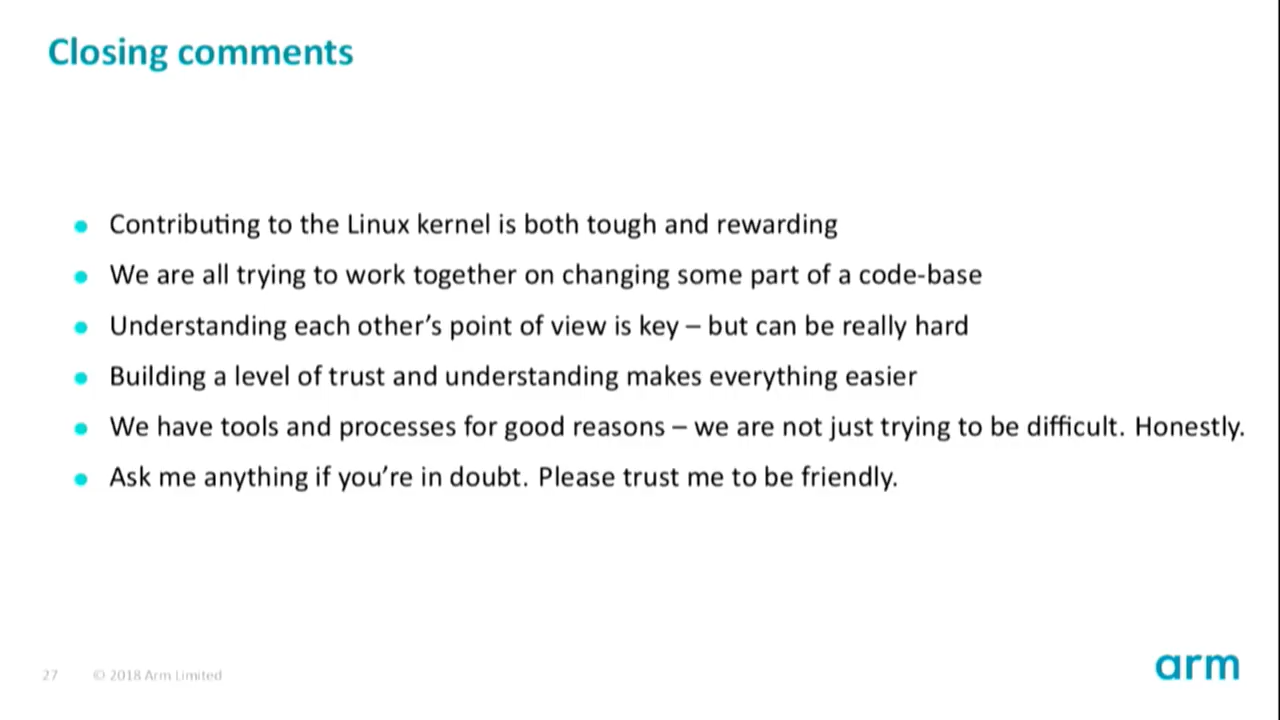 Closing comments
Contributing to the Linux kernel is both tough and rewarding
We are all trying to work together on changing some part of a code-base
Understanding each other’s point of view is key – but can be really hard
Building a level of trust and understanding makes everything easier
We have tools and processes for good reasons – we are not just trying to be difficult. Honestly.
Ask me anything if you’re in doubt. Please trust me to be friendly.
27 © 2018 Arm Limited
arm